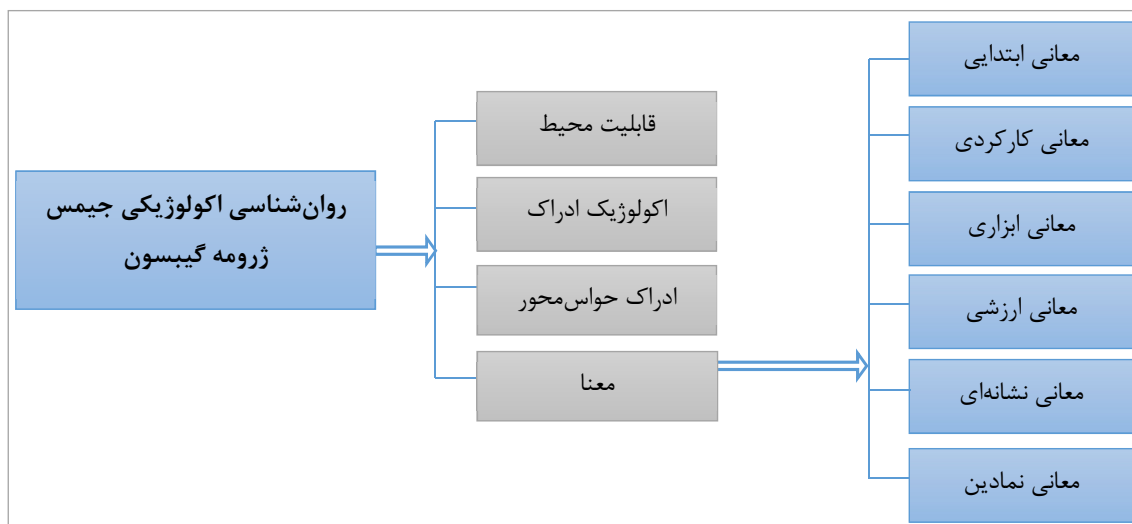 روان‌شناسی اکولوژیکی جیمس
ژرومه گیبسون
قابلیت محیط
اکولوژیک ادراک
ادراک حواس‌محور
معنا
معانی ابتدایی
معانی کارکردی
معانی ابزاری
معانی ارزشی
معانی نشانه‌ای
معانی نمادین